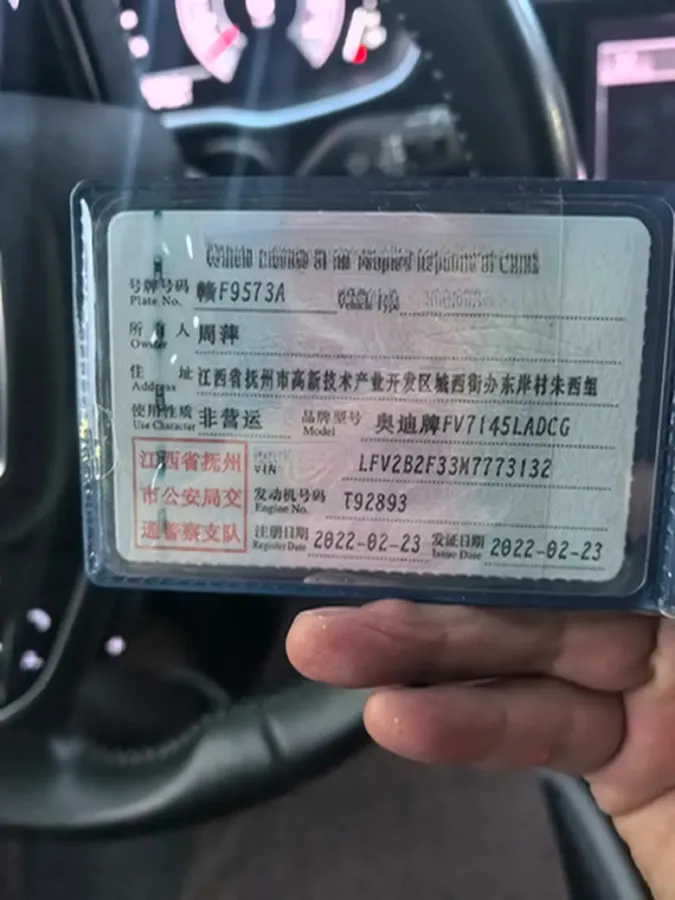 号牌号码 赣F9573A
Plate No. Vehicle Type
所有人 周萍
Owner
住址 江西省抚州市高新技术产业开发区城西街办东岸村朱西组
Address
使用性质 非营运 品牌型号 奥迪牌FV7145LADCG
Use Character Model
江西省抚州
市公安局交
通警察支队
VIN LFV2B2F33M7773132
发动机号码 T92893
Engine No.
注册日期 2022-02-23 发证日期 2022-02-23
Register Date Issue Date